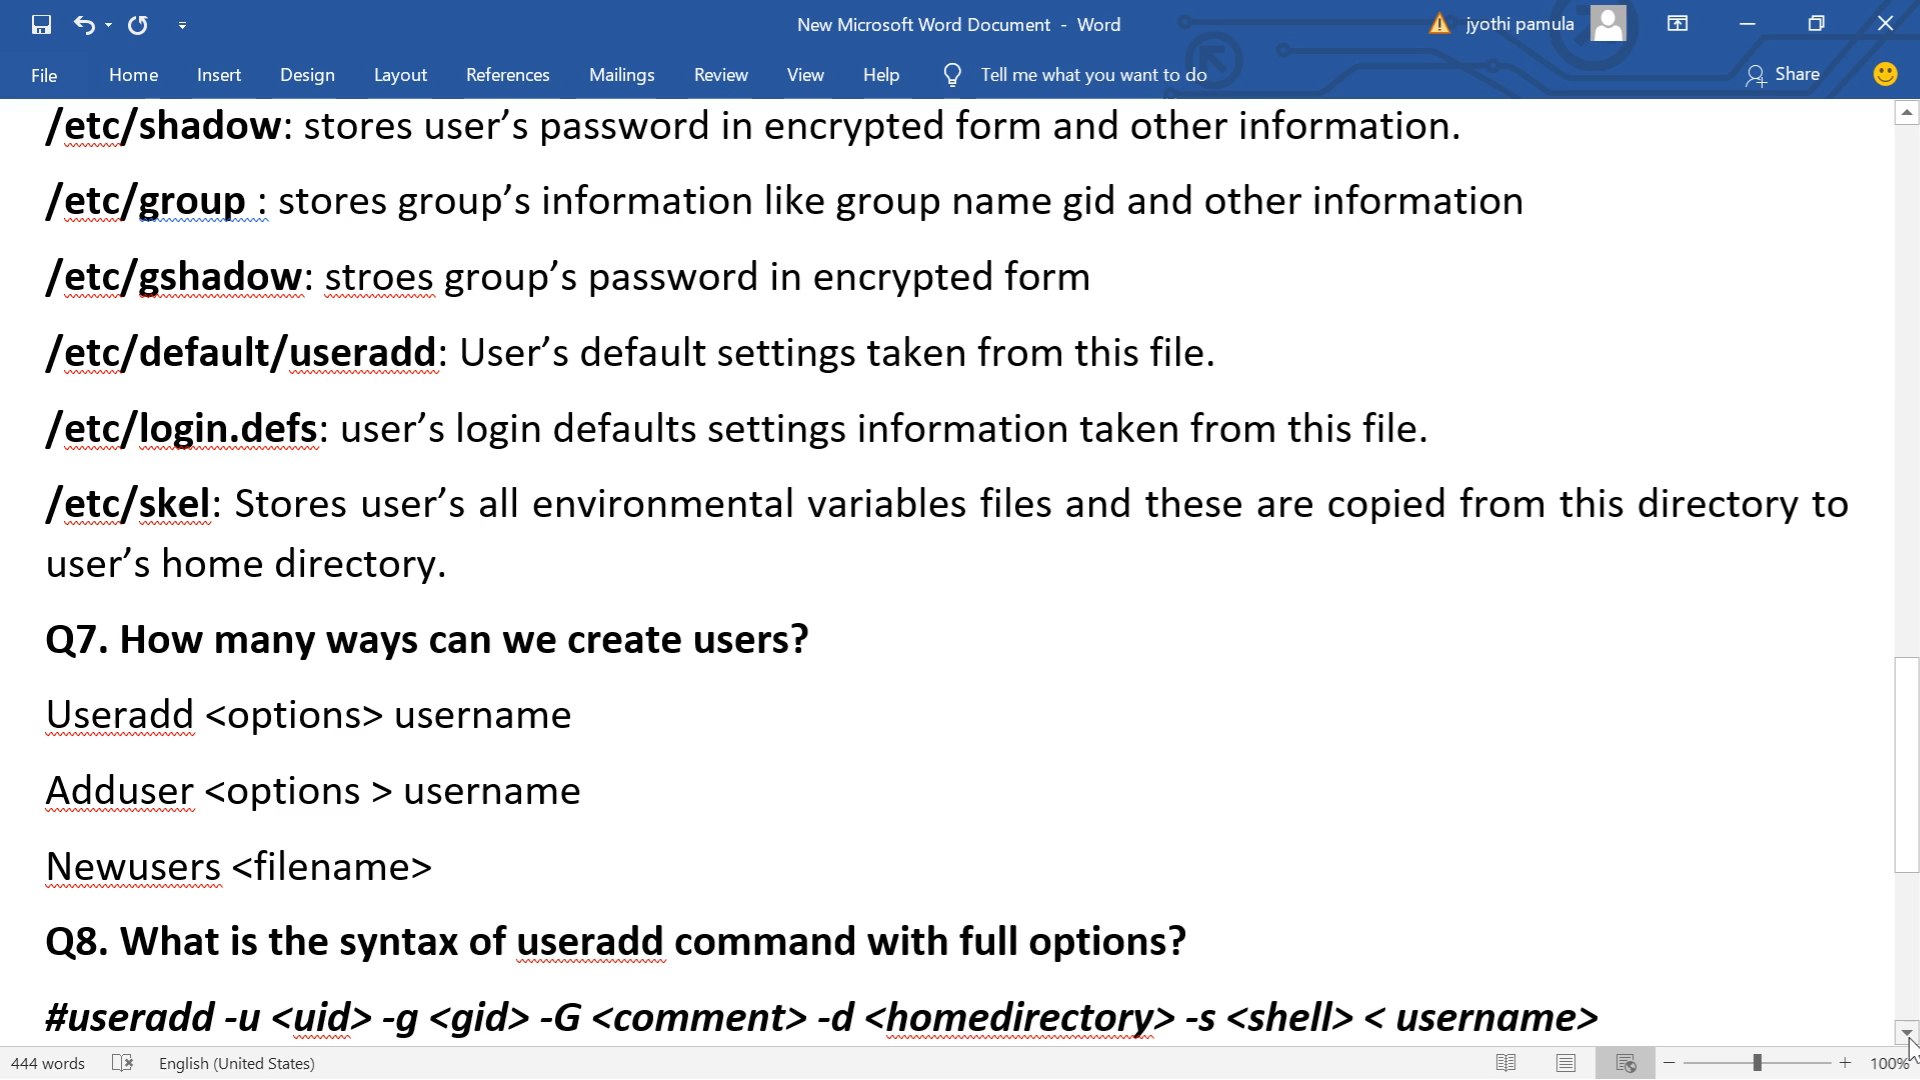 New Microsoft Word Document - Word
jyothi pamula
File Home Insert Design Layout References Mailings Review View Help Tell me what you want to do Share
/etc/shadow: stores user’s password in encrypted form and other information.
/etc/group : stores group’s information like group name gid and other information
/etc/gshadow: stroes group’s password in encrypted form
/etc/default/useradd: User’s default settings taken from this file.
/etc/login.defs: user’s login defaults settings information taken from this file.
/etc/skel: Stores user’s all environmental variables files and these are copied from this directory to
user’s home directory.
Q7. How many ways can we create users?
Useradd <options> username
Adduser <options > username
Newusers <filename>
Q8. What is the syntax of useradd command with full options?
#useradd -u <uid> -g <gid> -G <comment> -d <homedirectory> -s <shell> < username>
444 words English (United States) 100%